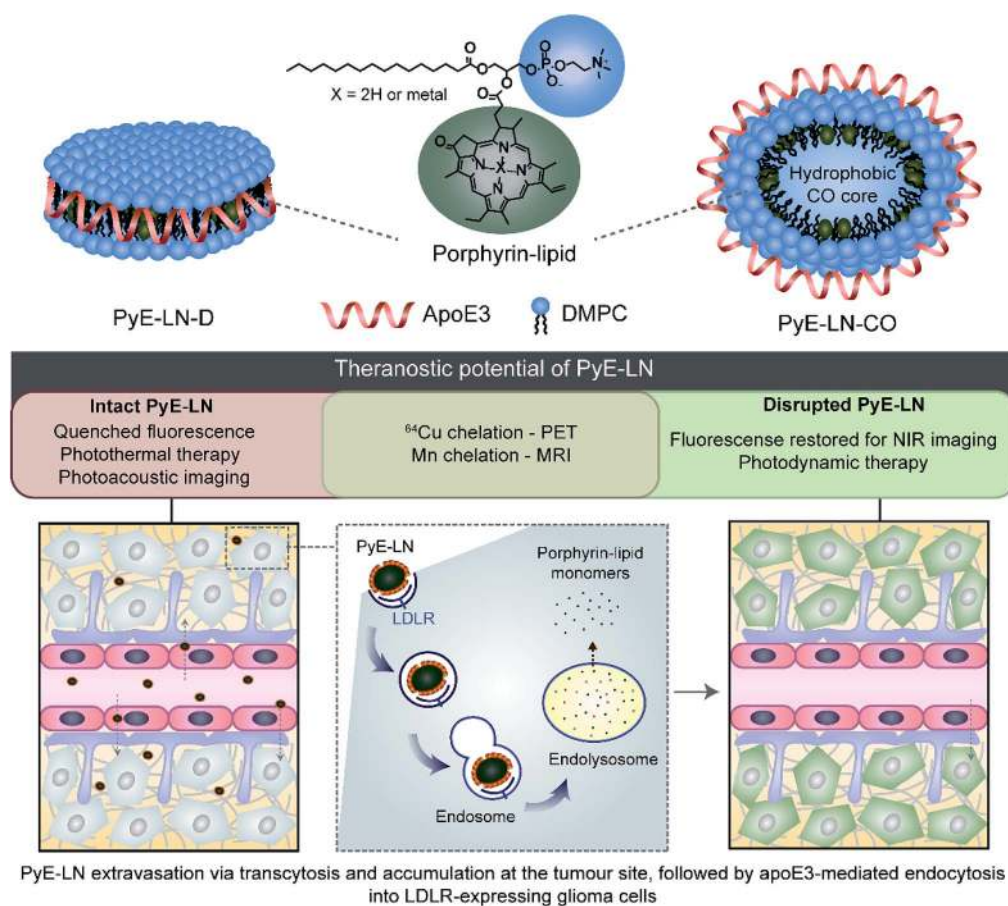 X = 2H or metal
Hydrophobic
CO core
Porphyrin-lipid
PyE-LN-D
ApoE3
DMPC
PyE-LN-CO
Theranostic potential of PyE-LN
Intact PyE-LN
Quenched fluorescence
Photothermal therapy
Photoacoustic imaging
⁶⁴Cu chelation - PET
Mn chelation - MRI
Disrupted PyE-LN
Fluorescense restored for NIR imaging
Photodynamic therapy
PyE-LN
LDLR
Porphyrin-lipid
monomers
Endolysosome
Endosome
PyE-LN extravasation via transcytosis and accumulation at the tumour site, followed by apoE3-mediated endocytosis
into LDLR-expressing glioma cells